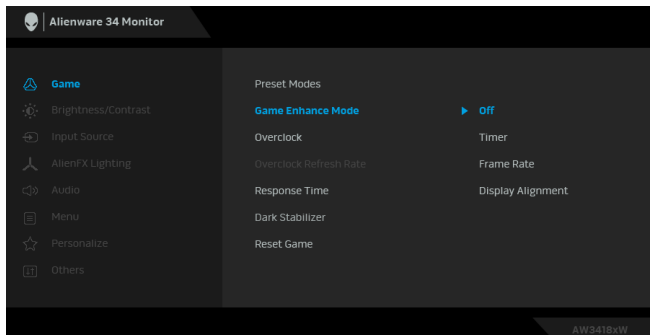 Alienware 34 Monitor
Game
Preset Modes
Brightness/Contrast
Game Enhance Mode
Off
Input Source
Overclock
Timer
AlienFX Lighting
Overclock Refresh Rate
Frame Rate
Audio
Response Time
Display Alignment
Menu
Dark Stabilizer
Personalize
Reset Game
Others
AW3418xW